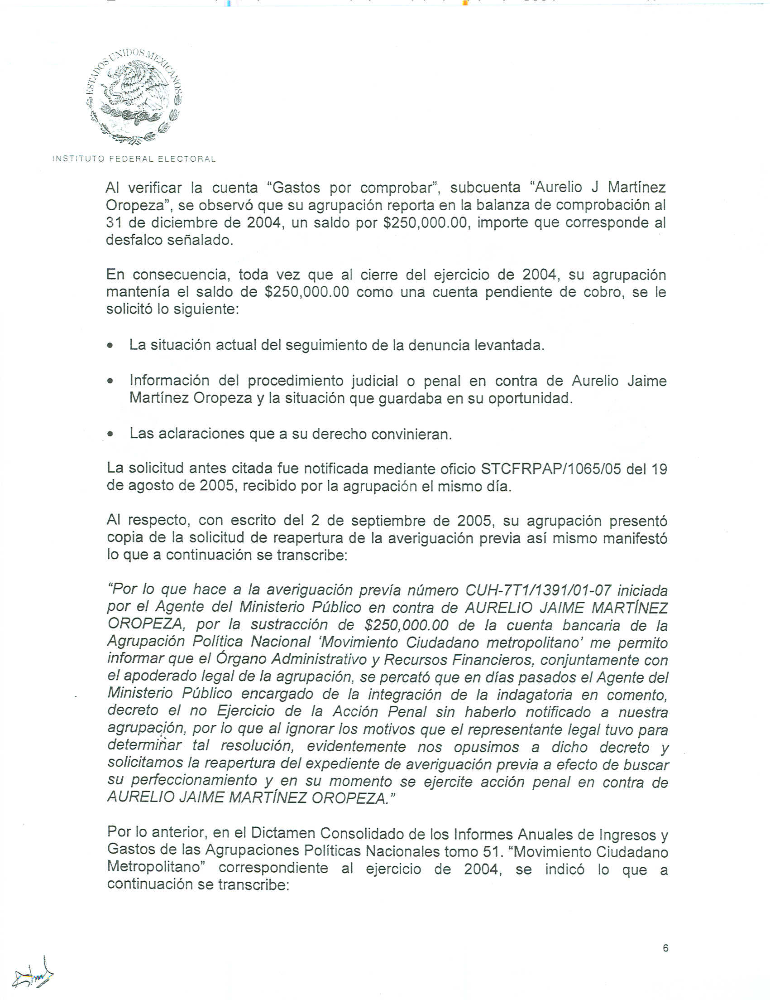 ESTADOS UNIDOS MEXICANOS
INSTITUTO FEDERAL ELECTORAL
Al verificar la cuenta “Gastos por comprobar”, subcuenta “Aurelio J Martínez
Oropeza”, se observó que su agrupación reporta en la balanza de comprobación al
31 de diciembre de 2004, un saldo por $250,000.00, importe que corresponde al
desfalco señalado.
En consecuencia, toda vez que al cierre del ejercicio de 2004, su agrupación
mantenía el saldo de $250,000.00 como una cuenta pendiente de cobro, se le
solicitó lo siguiente:
• La situación actual del seguimiento de la denuncia levantada.
• Información del procedimiento judicial o penal en contra de Aurelio Jaime
Martínez Oropeza y la situación que guardaba en su oportunidad.
• Las aclaraciones que a su derecho convinieran.
La solicitud antes citada fue notificada mediante oficio STCFRPAP/1065/05 del 19
de agosto de 2005, recibido por la agrupación el mismo día.
Al respecto, con escrito del 2 de septiembre de 2005, su agrupación presentó
copia de la solicitud de reapertura de la averiguación previa así mismo manifestó
lo que a continuación se transcribe:
“Por lo que hace a la averiguación previa número CUH-7T1/1391/01-07 iniciada
por el Agente del Ministerio Público en contra de AURELIO JAIME MARTÍNEZ
OROPEZA, por la sustracción de $250,000.00 de la cuenta bancaria de la
Agrupación Política Nacional ‘Movimiento Ciudadano metropolitano’ me permito
informar que el Órgano Administrativo y Recursos Financieros, conjuntamente con
el apoderado legal de la agrupación, se percató que en días pasados el Agente del
Ministerio Público encargado de la integración de la indagatoria en comento,
decreto el no Ejercicio de la Acción Penal sin haberlo notificado a nuestra
agrupación, por lo que al ignorar los motivos que el representante legal tuvo para
determinar tal resolución, evidentemente nos opusimos a dicho decreto y
solicitamos la reapertura del expediente de averiguación previa a efecto de buscar
su perfeccionamiento y en su momento se ejercite acción penal en contra de
AURELIO JAIME MARTÍNEZ OROPEZA.”
Por lo anterior, en el Dictamen Consolidado de los Informes Anuales de Ingresos y
Gastos de las Agrupaciones Políticas Nacionales tomo 51. “Movimiento Ciudadano
Metropolitano” correspondiente al ejercicio de 2004, se indicó lo que a
continuación se transcribe:
6